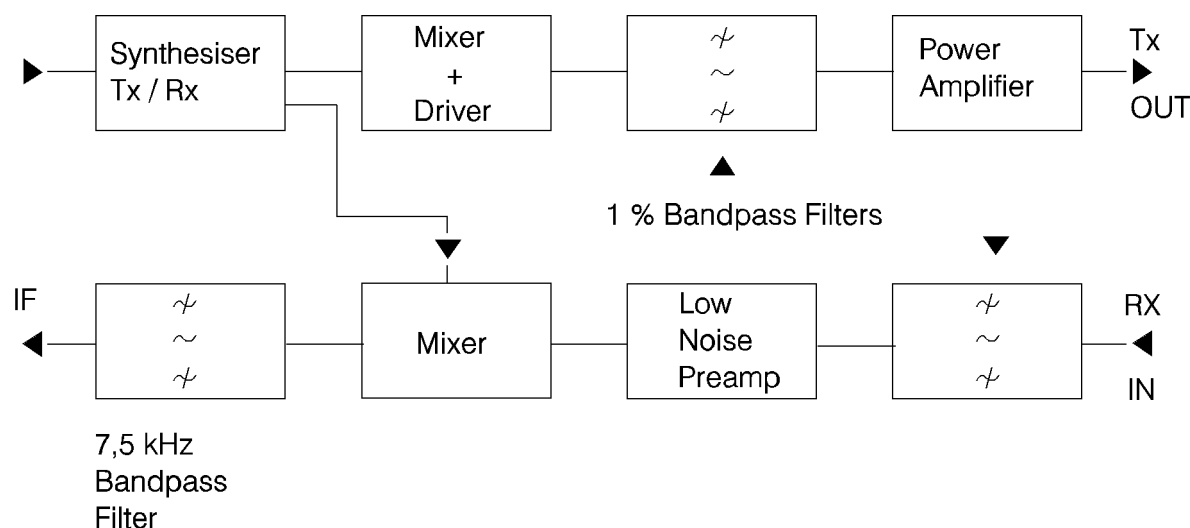 Synthesiser
Tx / Rx
Mixer
+
Driver
Power
Amplifier
Tx
OUT
1 % Bandpass Filters
IF
Mixer
Low
Noise
Preamp
RX
IN
7,5 kHz
Bandpass
Filter